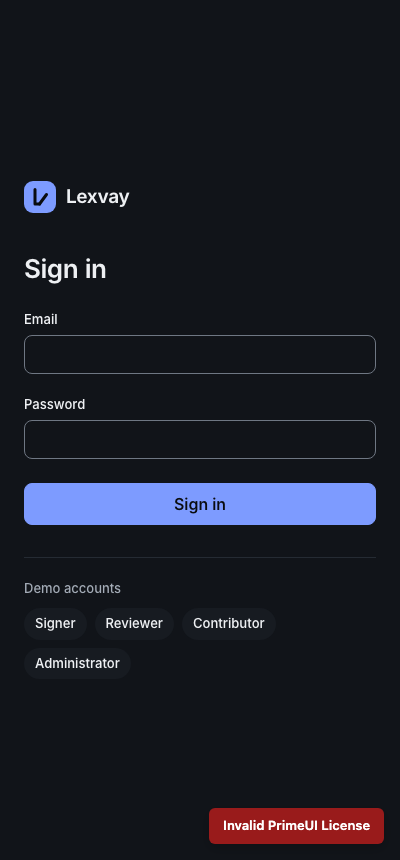 Lexvay
Sign in
Email
Password
Sign in
Demo accounts
Signer Reviewer Contributor
Administrator
Invalid PrimeUI License